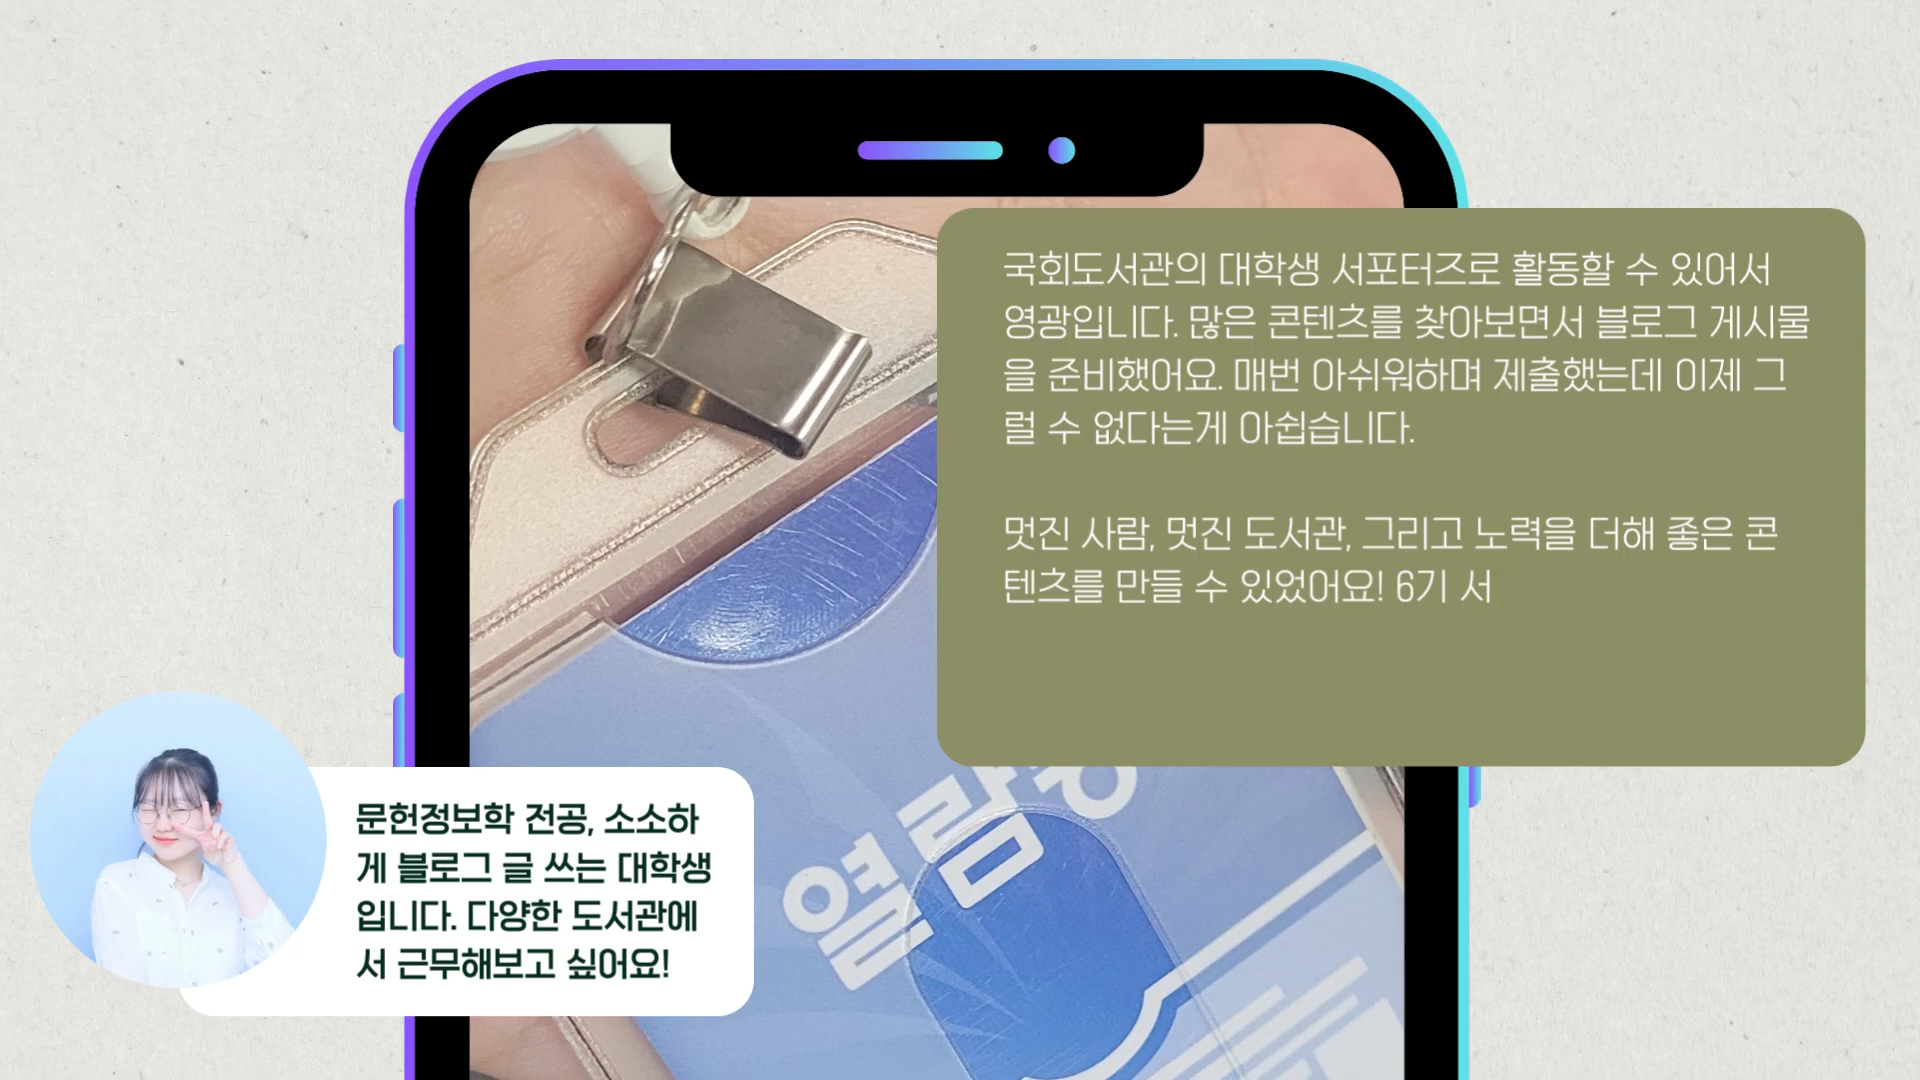 국회도서관의 대학생 서포터즈로 활동할 수 있어서
영광입니다. 많은 콘텐츠를 찾아보면서 블로그 게시물
을 준비했어요. 매번 아쉬워하며 제출했는데 이제 그
럴 수 없다는게 아쉽습니다.
멋진 사람, 멋진 도서관, 그리고 노력을 더해 좋은 콘
텐츠를 만들 수 있었어요! 6기 서
문헌정보학 전공, 소소하
게 블로그 글 쓰는 대학생
입니다. 다양한 도서관에
서 근무해보고 싶어요!
열람